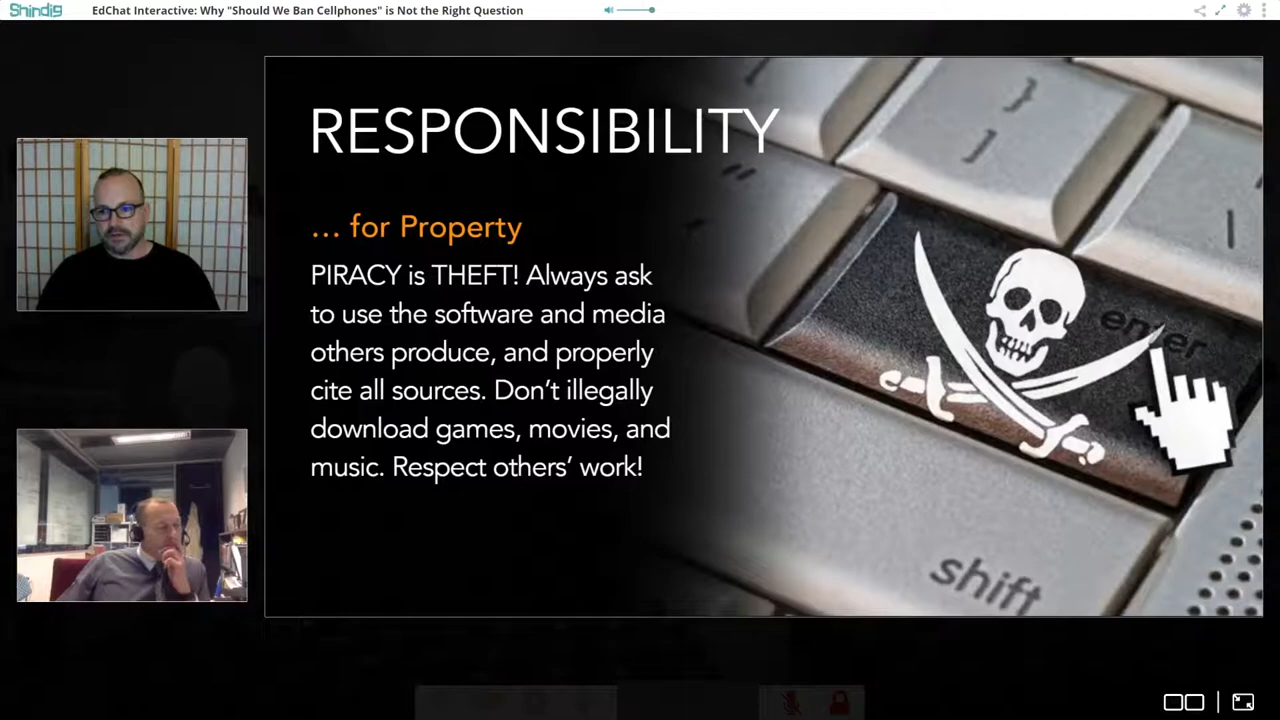 Shindig
EdChat Interactive: Why "Should We Ban Cellphones" is Not the Right Question
RESPONSIBILITY
... for Property
PIRACY is THEFT! Always ask
to use the software and media
others produce, and properly
cite all sources. Don’t illegally
download games, movies, and
music. Respect others’ work!
}
]
"
enter
shift